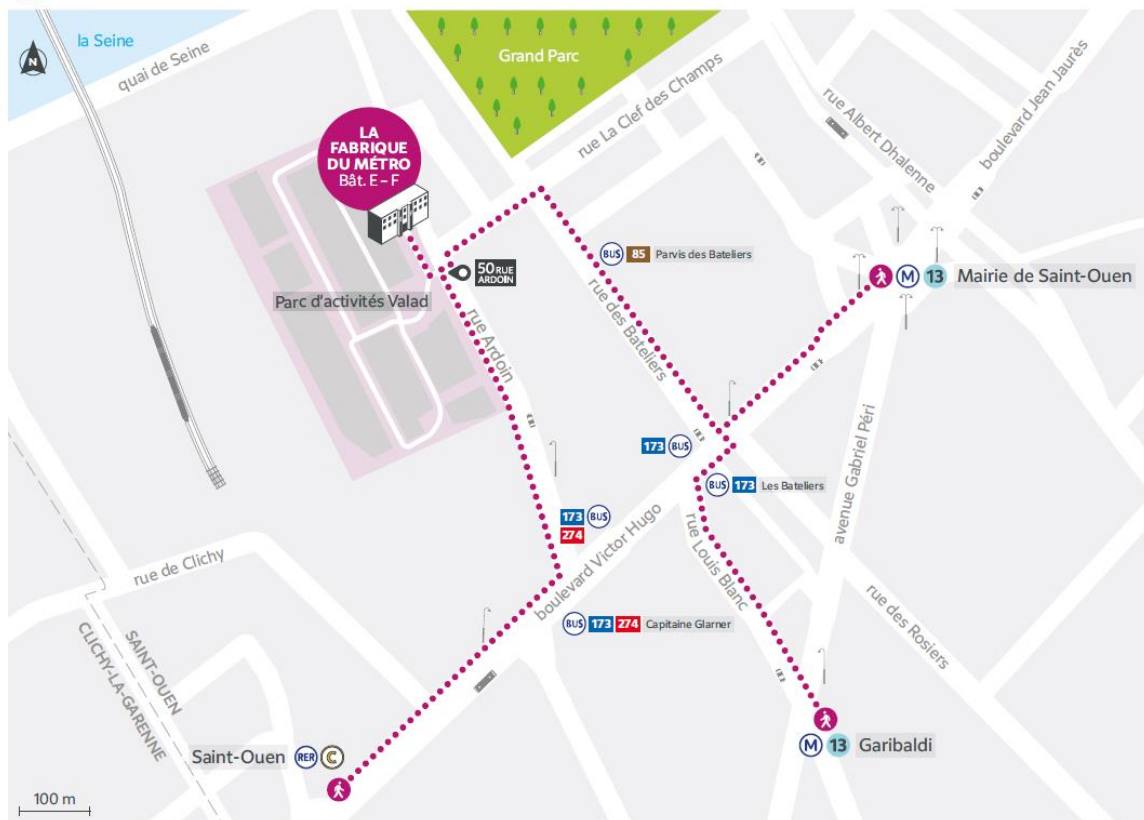 la Seine
N
quai de Seine
Grand Parc
rue La Clef des Champs
rue Albert Dhalenne
boulevard Jean Jaurès
LA
FABRIQUE
DU MÉTRO
Bât. E – F
50 RUE
ARDOIN
Parc d'activités Valad
rue Ardoin
BUS 85 Parvis des Bateliers
rue des Bateliers
M 13 Mairie de Saint-Ouen
avenue Gabriel Péri
173 BUS
BUS 173 Les Bateliers
173 BUS
274
boulevard Victor Hugo
rue Louis Blanc
rue des Rosiers
rue de Clichy
BUS 173 274 Capitaine Glarner
SAINT-OUEN
CLICHY-LA-GARENNE
Saint-Ouen RER C
M 13 Garibaldi
100 m